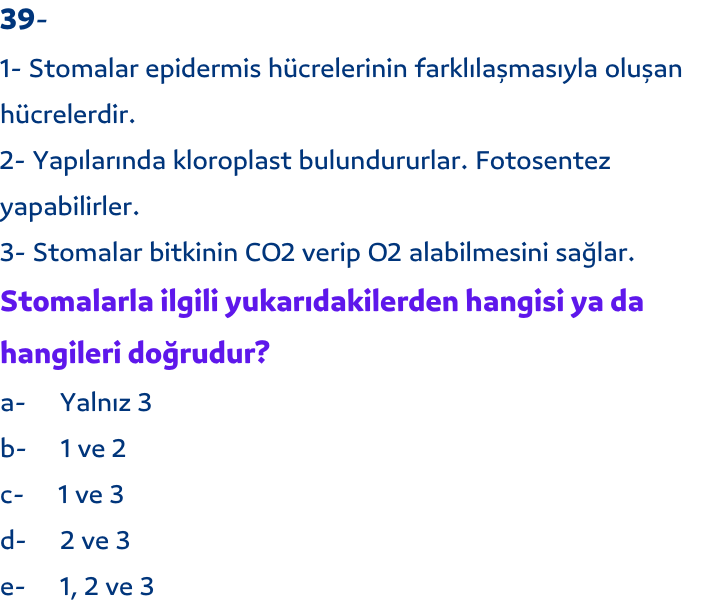 39-
1- Stomalar epidermis hücrelerinin farklılaşmasıyla oluşan
hücrelerdir.
2- Yapılarında kloroplast bulundururlar. Fotosentez
yapabilirler.
3- Stomalar bitkinin CO2 verip O2 alabilmesini sağlar.
Stomalarla ilgili yukarıdakilerden hangisi ya da
hangileri doğrudur?
a- Yalnız 3
b- 1 ve 2
c- 1 ve 3
d- 2 ve 3
e- 1, 2 ve 3